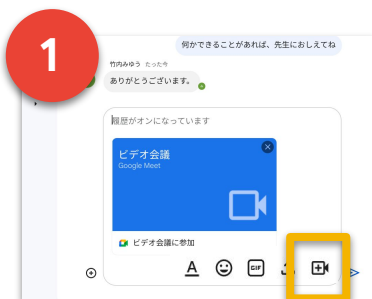 1
何かできることがあれば、先生におしえてね
竹内みゆう たった今
ありがとうございます。
履歴がオンになっています
ビデオ会議
Google Meet
ビデオ会議に参加
A
GIF